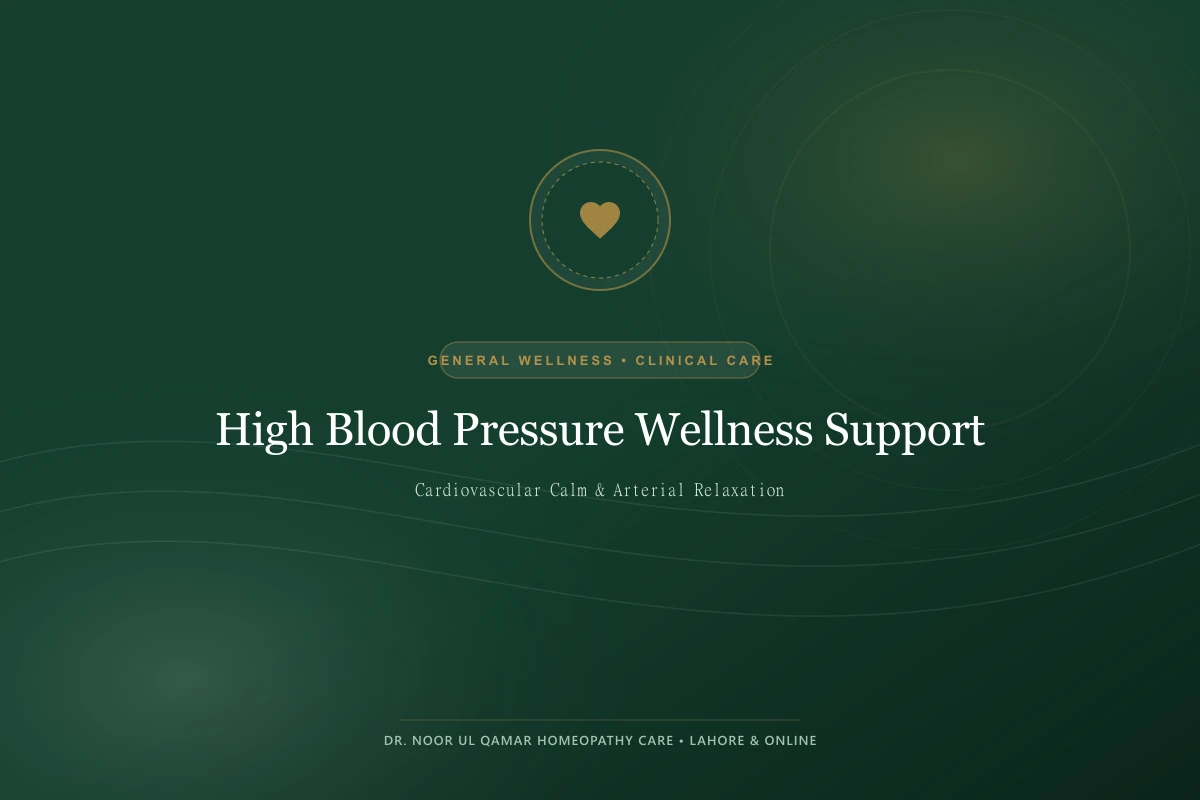 GENERAL WELLNESS • CLINICAL CARE
High Blood Pressure Wellness Support
Cardiovascular Calm & Arterial Relaxation
DR. NOOR UL QAMAR HOMEOPATHY CARE • LAHORE & ONLINE